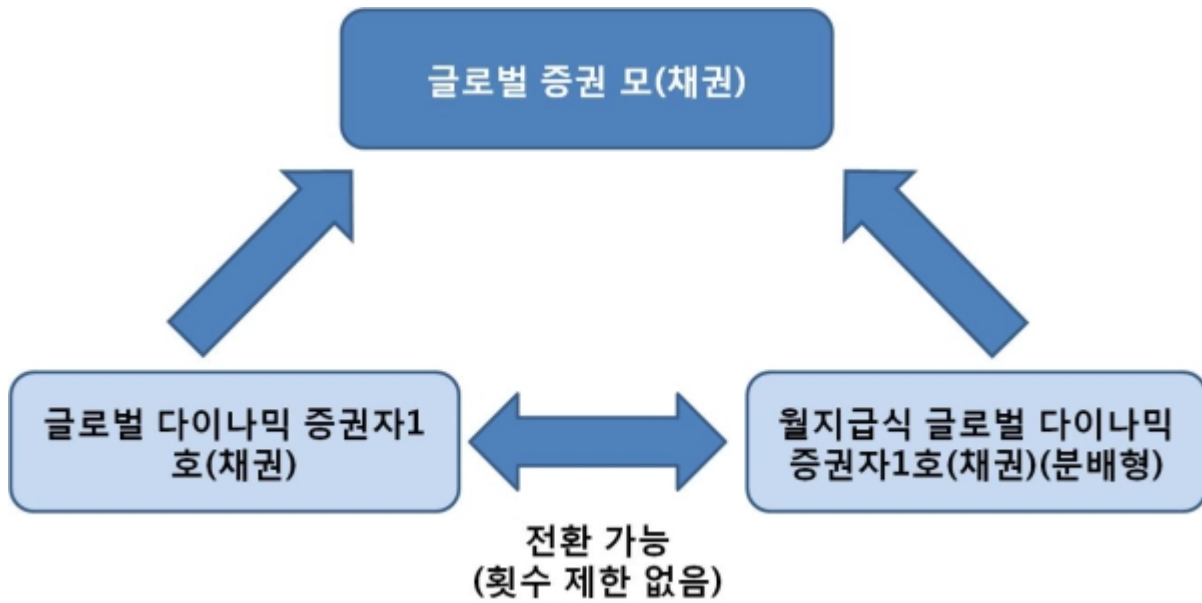 글로벌 증권 모(채권)
글로벌 다이나믹 증권자1
호(채권)
월지급식 글로벌 다이나믹
증권자1호(채권)(분배형)
전환 가능
(횟수 제한 없음)